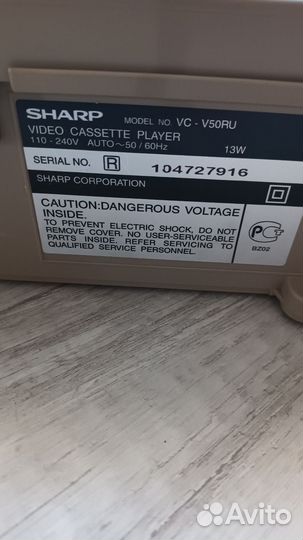 SHARP MODEL NO. VC - V50RU
VIDEO CASSETTE PLAYER
110 - 240V AUTO~50 / 60Hz 13W
SERIAL NO. R 104727916
SHARP CORPORATION
CAUTION:DANGEROUS VOLTAGE
INSIDE.
TO PREVENT ELECTRIC SHOCK, DO NOT
REMOVE COVER. NO USER-SERVICEABLE
PARTS INSIDE. REFER SERVICING TO
QUALIFIED SERVICE PERSONNEL.
PG
BZ02
Avito